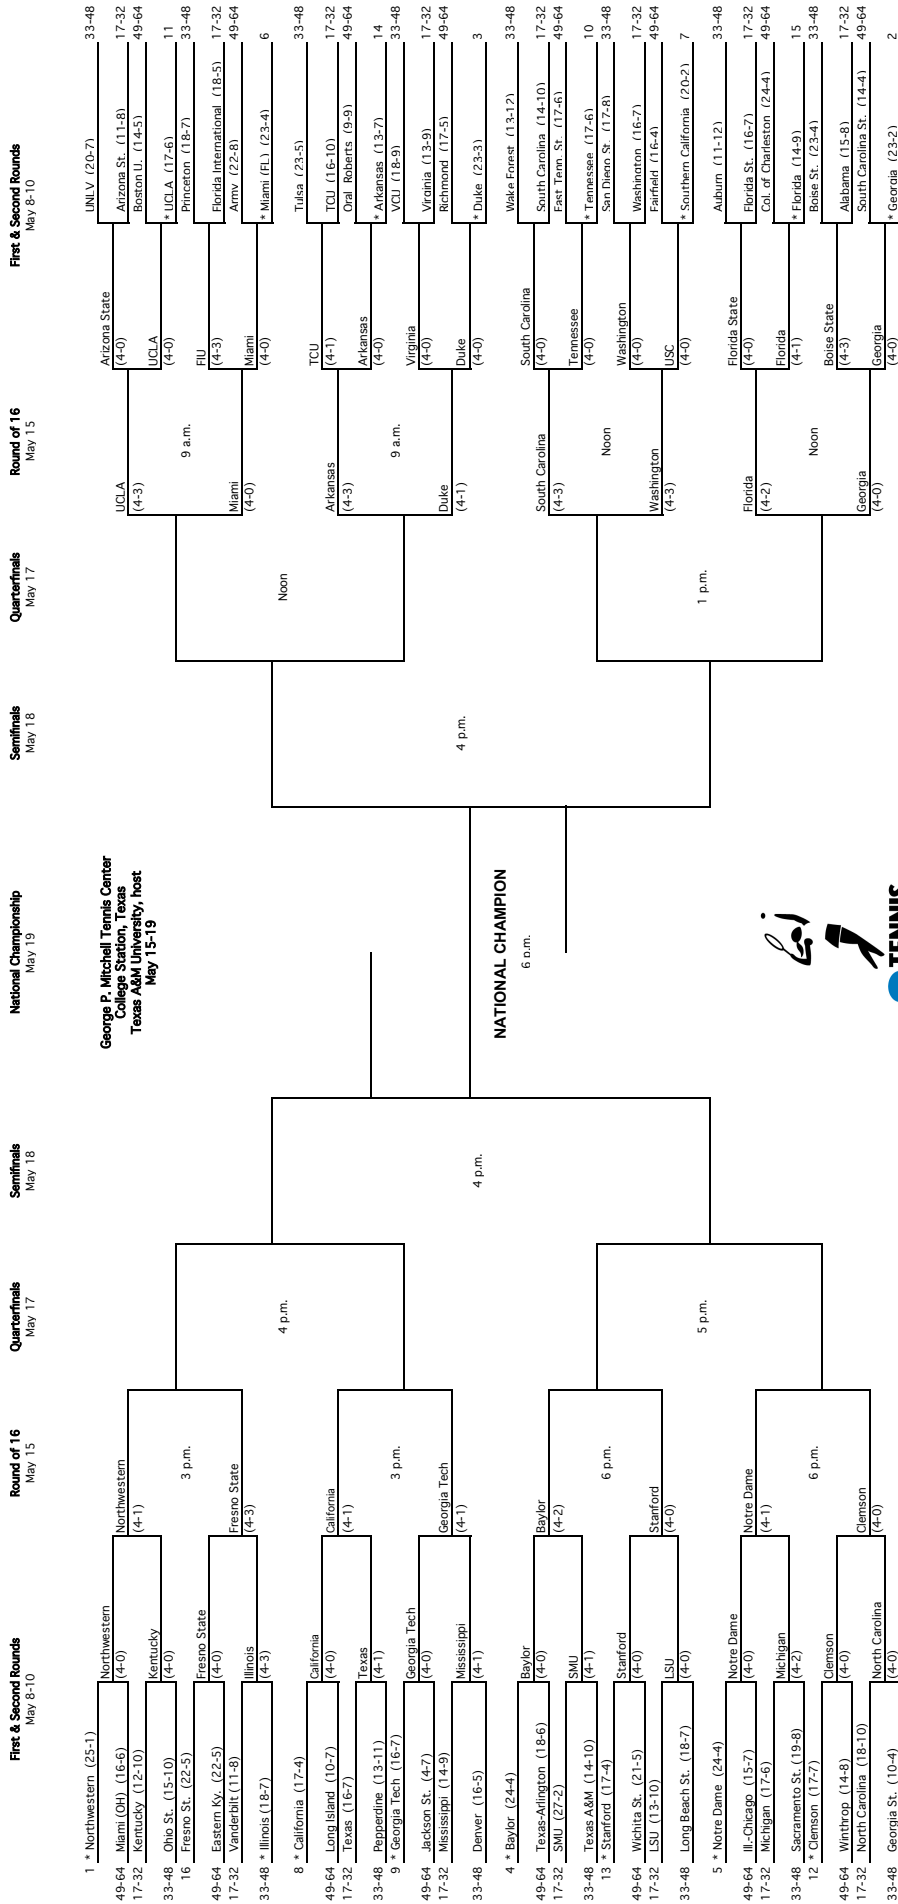 First & Second Rounds
May 8-10
Round of 16
May 15
Quarterfinals
May 17
Semifinals
May 18
National Championship
May 19
Semifinals
May 18
Quarterfinals
May 17
Round of 16
May 15
First & Second Rounds
May 8-10
1 * Northwestern (25-1)
49-64 Miami (OH) (16-6)
17-32 Kentucky (12-10)
33-48 Ohio St. (15-10)
16 Fresno St. (22-5)
49-64 Eastern Ky. (22-5)
17-32 Vanderbilt (11-8)
33-48 * Illinois (18-7)
8 * California (17-4)
49-64 Long Island (10-7)
17-32 Texas (16-7)
33-48 Pepperdine (13-11)
9 * Georgia Tech (16-7)
49-64 Jackson St. (4-7)
17-32 Mississippi (14-9)
33-48 Denver (16-5)
4 * Baylor (24-4)
49-64 Texas-Arlington (18-6)
17-32 SMU (27-2)
33-48 Texas A&M (14-10)
13 * Stanford (17-4)
49-64 Wichita St. (21-5)
17-32 LSU (13-10)
33-48 Long Beach St. (18-7)
5 * Notre Dame (24-4)
49-64 Ill.-Chicago (15-7)
17-32 Michigan (17-6)
33-48 Sacramento St. (19-8)
12 * Clemson (17-7)
49-64 Winthrop (14-8)
17-32 North Carolina (18-10)
33-48 Georgia St. (10-4)
Northwestern
(4-0)
Kentucky
(4-0)
Fresno State
(4-0)
Illinois
(4-3)
California
(4-0)
Texas
(4-1)
Georgia Tech
(4-0)
Mississippi
(4-1)
Baylor
(4-0)
SMU
(4-1)
Stanford
(4-0)
LSU
(4-0)
Notre Dame
(4-0)
Michigan
(4-2)
Clemson
(4-0)
North Carolina
(4-0)
Northwestern
(4-1)
3 p.m.
Fresno State
(4-3)
California
(4-1)
3 p.m.
Georgia Tech
(4-1)
Baylor
(4-2)
6 p.m.
Stanford
(4-0)
Notre Dame
(4-1)
6 p.m.
Clemson
(4-0)
4 p.m.
5 p.m.
4 p.m.
George P. Mitchell Tennis Center
College Station, Texas
Texas A&M University, host
May 15-19
NATIONAL CHAMPION
6 p.m.
TENNIS
4 p.m.
Noon
1 p.m.
UCLA
(4-3)
9 a.m.
Miami
(4-0)
Arkansas
(4-3)
9 a.m.
Duke
(4-1)
South Carolina
(4-3)
Noon
Washington
(4-3)
Florida
(4-2)
Noon
Georgia
(4-0)
Arizona State
(4-0)
UCLA
(4-0)
FIU
(4-3)
Miami
(4-0)
TCU
(4-1)
Arkansas
(4-0)
Virginia
(4-0)
Duke
(4-0)
South Carolina
(4-0)
Tennessee
(4-0)
Washington
(4-0)
USC
(4-0)
Florida State
(4-0)
Florida
(4-1)
Boise State
(4-3)
Georgia
(4-0)
UNLV (20-7) 33-48
Arizona St. (11-8) 17-32
Boston U. (14-5) 49-64
* UCLA (17-6) 11
Princeton (18-7) 33-48
Florida International (18-5) 17-32
Army (22-8) 49-64
* Miami (FL) (23-4) 6
Tulsa (23-5) 33-48
TCU (16-10) 17-32
Oral Roberts (9-9) 49-64
* Arkansas (13-7) 14
VCU (18-9) 33-48
Virginia (13-9) 17-32
Richmond (17-5) 49-64
* Duke (23-3) 3
Wake Forest (13-12) 33-48
South Carolina (14-10) 17-32
East Tenn. St. (17-6) 49-64
* Tennessee (17-6) 10
San Diego St. (17-8) 33-48
Washington (16-7) 17-32
Fairfield (16-4) 49-64
* Southern California (20-2) 7
Auburn (11-12) 33-48
Florida St. (16-7) 17-32
Col. of Charleston (24-4) 49-64
* Florida (14-9) 15
Boise St. (23-4) 33-48
Alabama (15-8) 17-32
South Carolina St. (14-4) 49-64
* Georgia (23-2) 2